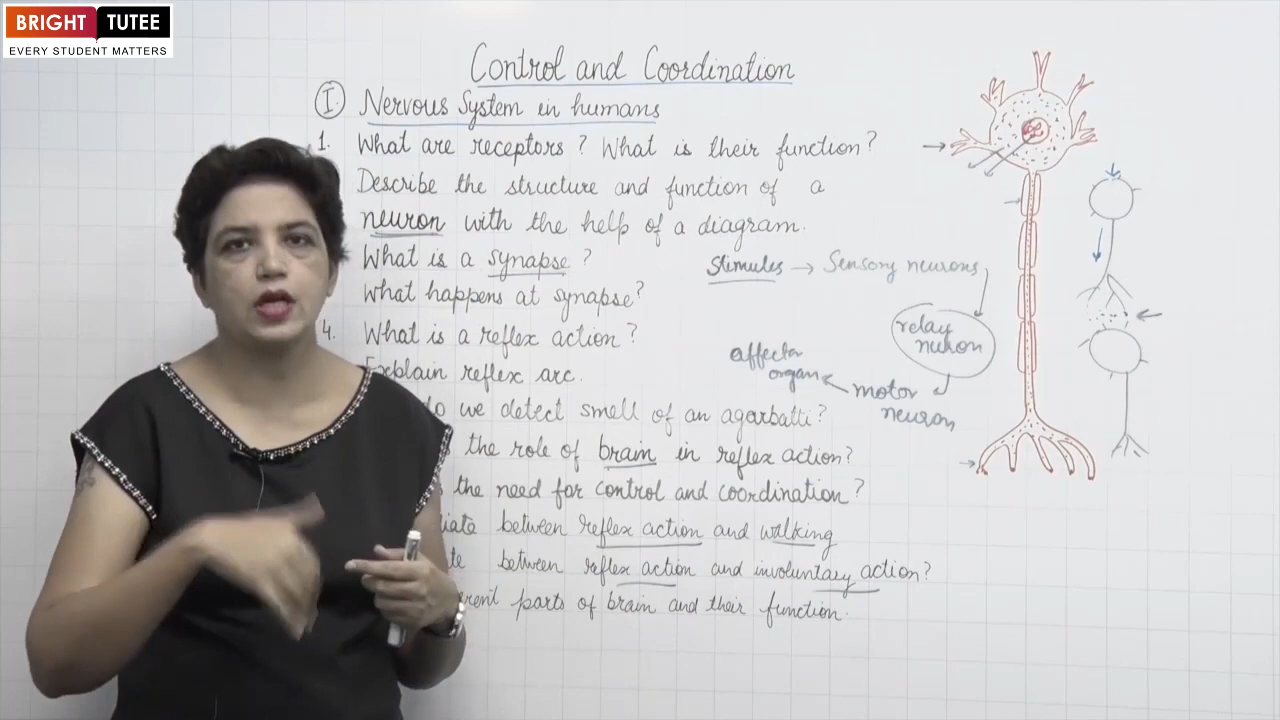 BRIGHT TUTEE
EVERY STUDENT MATTERS
Control and Coordination
I. Nervous System in humans
1. What are receptors? What is their function?
Describe the structure and function of a
neuron with the help of a diagram.
What is a synapse?
What happens at synapse?
4. What is a reflex action?
Explain reflex arc.
do we detect smell of an agarbatti?
the role of brain in reflex action?
the need for control and coordination?
between reflex action and walking
between reflex action and involuntary action?
parts of brain and their function.
Stimules → Sensory neurons
relay
nuron
motor
neuron
affector
organ